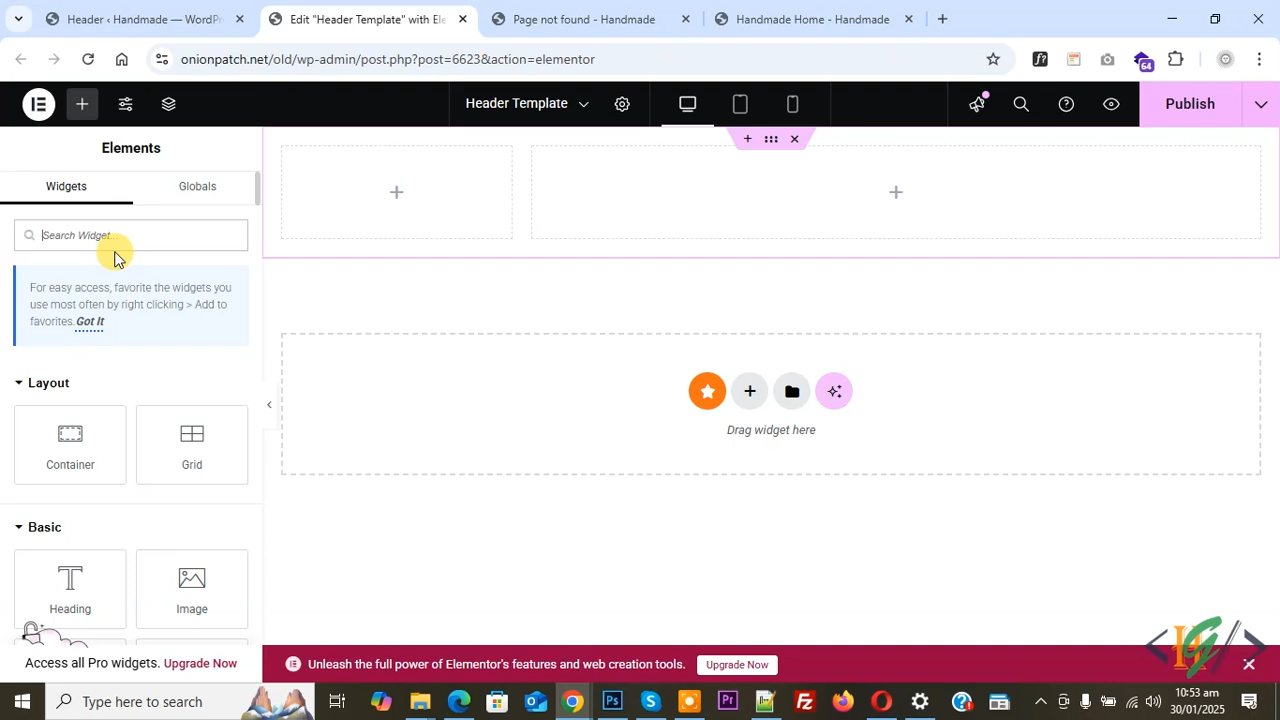 Header ‹ Handmade — WordPr
Edit "Header Template" with Ele
Page not found - Handmade
Handmade Home - Handmade
onionpatch.net/old/wp-admin/post.php?post=6623&action=elementor
64
Header Template
Publish
Elements
Widgets
Globals
Search Widget...
For easy access, favorite the widgets you
use most often by right clicking > Add to
favorites. Got It
Layout
Container
Grid
Basic
Heading
Image
Drag widget here
Access all Pro widgets. Upgrade Now
Unleash the full power of Elementor's features and web creation tools.
Upgrade Now
Type here to search
10:53 am
30/01/2025